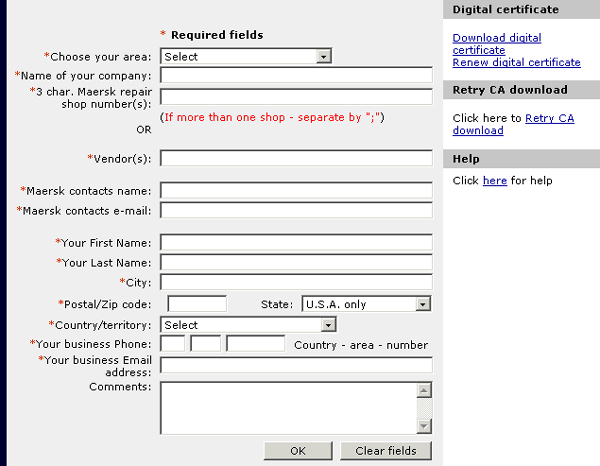 * Required fields
*Choose your area: Select
*Name of your company:
*3 char. Maersk repair
shop number(s):
(If more than one shop - separate by ";")
OR
*Vendor(s):
*Maersk contacts name:
*Maersk contacts e-mail:
*Your First Name:
*Your Last Name:
*City:
*Postal/Zip code: State: U.S.A. only
*Country/territory: Select
*Your business Phone: Country - area - number
*Your business Email
address:
Comments:
OK Clear fields
Digital certificate
Download digital
certificate
Renew digital certificate
Retry CA download
Click here to Retry CA
download
Help
Click here for help